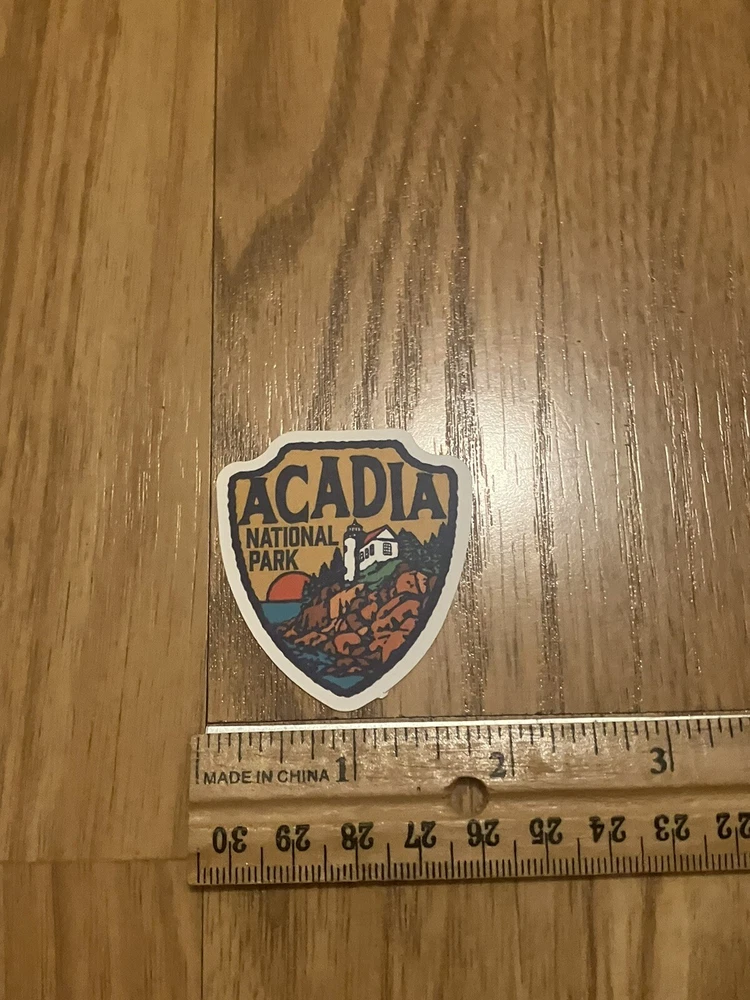 ACADIA
NATIONAL
PARK
MADE IN CHINA 1 2 3
30 29 28 27 26 25 24 23 22